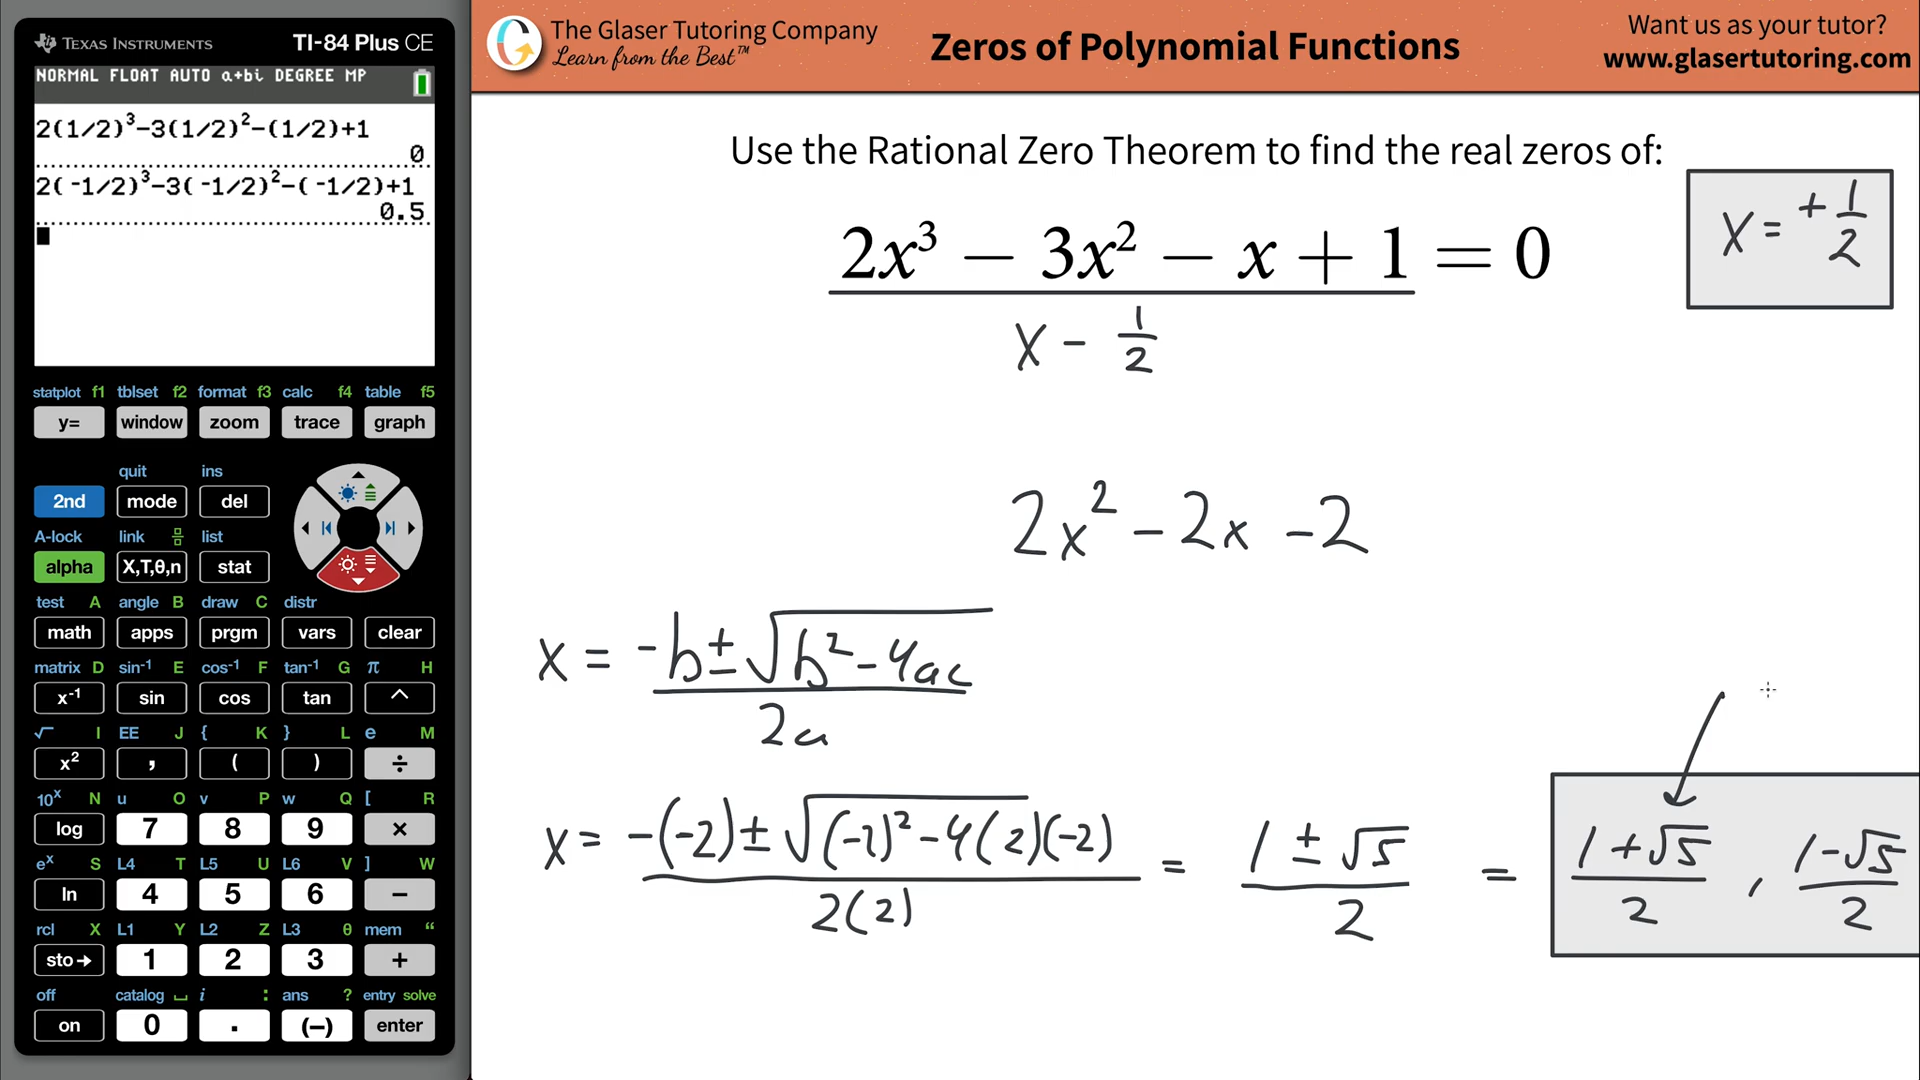 TEXAS INSTRUMENTS TI-84 Plus CE
NORMAL FLOAT AUTO a+bi DEGREE MP
2(1/2)³-3(1/2)²-(1/2)+1
0
2(-1/2)³-3(-1/2)²-(-1/2)+1
0.5
statplot f1 tblset f2 format f3 calc f4 table f5
y= window zoom trace graph
quit ins
2nd mode del
A-lock link list
alpha X,T,θ,n stat
test A angle B draw C distr
math apps prgm vars clear
matrix D sin⁻¹ E cos⁻¹ F tan⁻¹ G π H
x⁻¹ sin cos tan ^
√ I EE J { K } L e M
x² , ( ) ÷
10ˣ N u O v P w Q [ R
log 7 8 9 ×
eˣ S L4 T L5 U L6 V ] W
ln 4 5 6 −
rcl X L1 Y L2 Z L3 θ mem “
sto→ 1 2 3 +
off catalog ⎵ i : ans ? entry solve
on 0 . (−) enter
The Glaser Tutoring Company
Learn from the Best™
Zeros of Polynomial Functions
Want us as your tutor?
www.glasertutoring.com
Use the Rational Zero Theorem to find the real zeros of:
x = +1/2
2x³ − 3x² − x + 1 = 0
x - 1/2
2x² - 2x - 2
x = -b ± √b² - 4ac
2a
x = -(-2) ± √(-2)² - 4(2)(-2) = 1 ± √5 = 1 + √5 , 1 - √5
2(2) 2 2 2